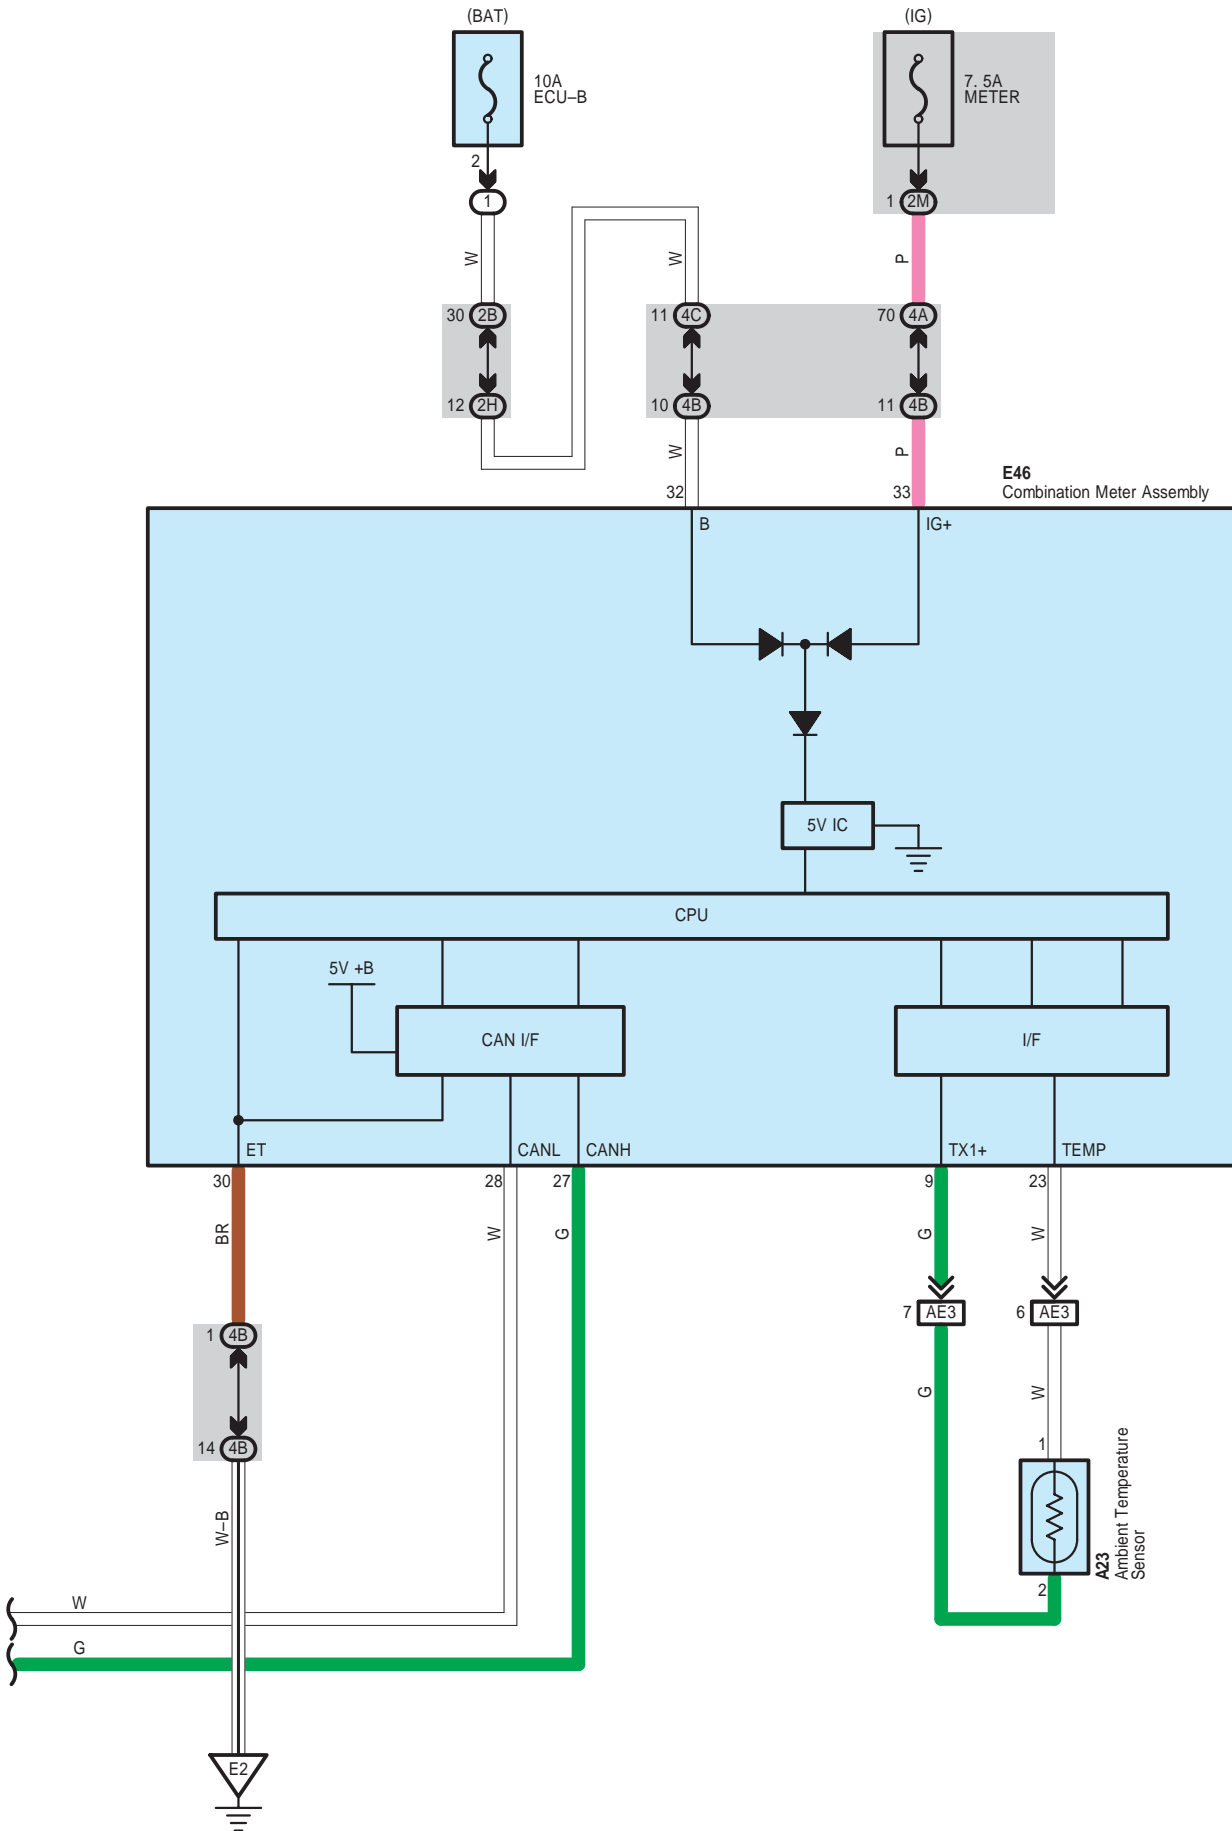 (BAT)
(IG)
10A
ECU–B
7. 5A
METER
2
1
1 2M
W
W
P
30 2B
11 4C
70 4A
12 2H
10 4B
11 4B
W
P
E46
Combination Meter Assembly
32
33
B
IG+
5V IC
CPU
5V +B
CAN I/F
I/F
ET
CANL
CANH
TX1+
TEMP
30
28
27
9
23
BR
W
G
G
W
7 AE3
6 AE3
1 4B
G
W
14 4B
1
A23
Ambient Temperature
Sensor
W–B
2
W
G
E2